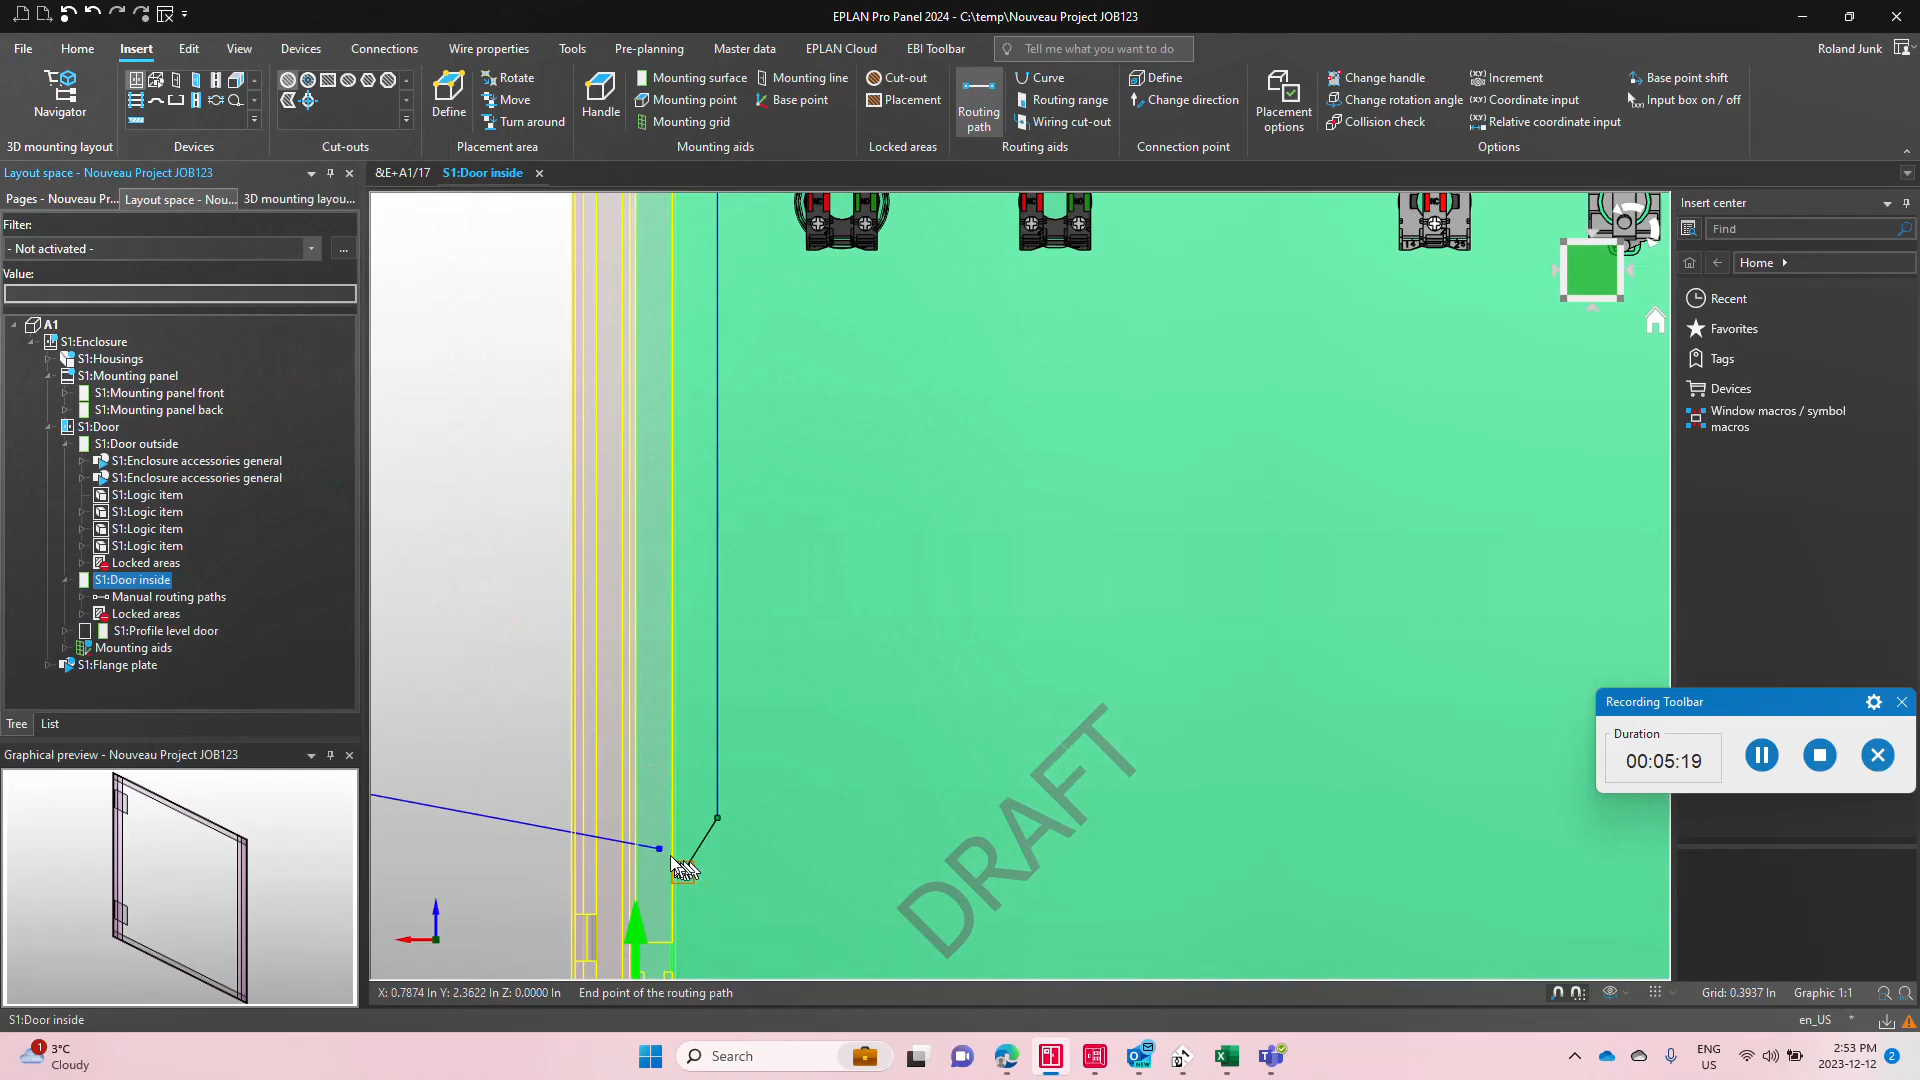 EPLAN Pro Panel 2024 - C:\temp\Nouveau Project JOB123
File Home Insert Edit View Devices Connections Wire properties Tools Pre-planning Master data EPLAN Cloud EBI Toolbar Tell me what you want to do Roland Junk
Navigator
3D mounting layout
Devices
Cut-outs
Define
Rotate
Move
Turn around
Placement area
Handle
Mounting surface
Mounting point
Mounting grid
Mounting line
Base point
Mounting aids
Cut-out
Placement
Locked areas
Routing path
Curve
Routing range
Wiring cut-out
Routing aids
Define
Change direction
Connection point
Placement options
Change handle
Change rotation angle
Collision check
Increment
Coordinate input
Relative coordinate input
Base point shift
Input box on / off
Options
Layout space - Nouveau Project JOB123
Pages - Nouveau Pr... Layout space - Nou... 3D mounting layou...
Filter:
- Not activated -
...
Value:
A1
S1:Enclosure
S1:Housings
S1:Mounting panel
S1:Mounting panel front
S1:Mounting panel back
S1:Door
S1:Door outside
S1:Enclosure accessories general
S1:Enclosure accessories general
S1:Logic item
S1:Logic item
S1:Logic item
S1:Logic item
Locked areas
S1:Door inside
Manual routing paths
Locked areas
S1:Profile level door
Mounting aids
S1:Flange plate
Tree List
Graphical preview - Nouveau Project JOB123
S1:Door inside
&E+A1/17 S1:Door inside
DRAFT
X: 0.7874 In Y: 2.3622 In Z: 0.0000 In End point of the routing path
Grid: 0.3937 In Graphic 1:1
en_US *
Insert center
Find
Home
Recent
Favorites
Tags
Devices
Window macros / symbol
macros
Recording Toolbar
Duration
00:05:19
1
3°C
Cloudy
Search
NEW
ENG
US
2:53 PM
2023-12-12
2